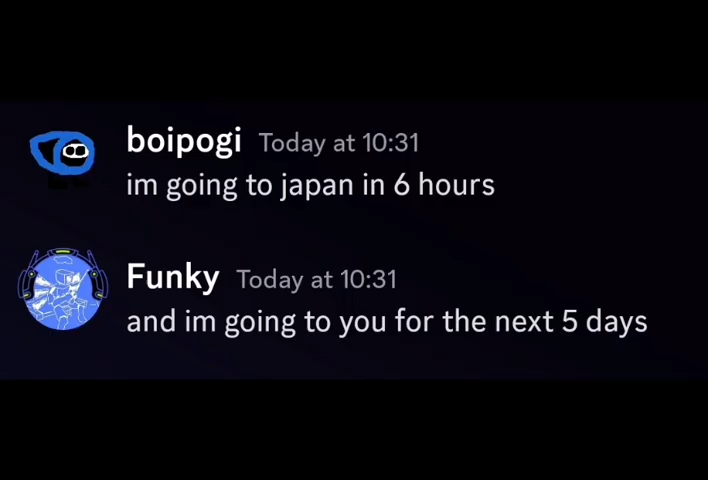 boipogi Today at 10:31
im going to japan in 6 hours
Funky Today at 10:31
and im going to you for the next 5 days